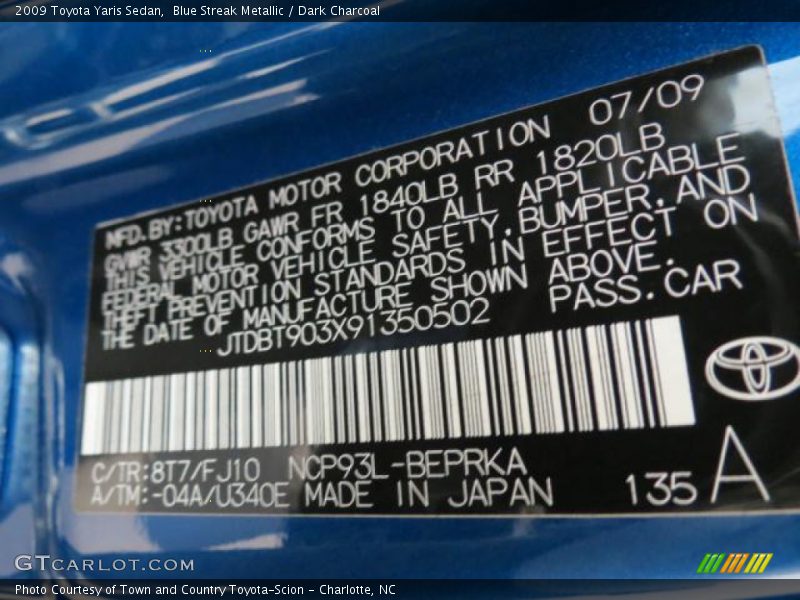 2009 Toyota Yaris Sedan,  Blue Streak Metallic / Dark Charcoal
MFD.BY:TOYOTA MOTOR CORPORATION 07/09
GVWR 3300LB GAWR FR 1840LB RR 1820LB
THIS VEHICLE CONFORMS TO ALL APPLICABLE
FEDERAL MOTOR VEHICLE SAFETY,BUMPER,AND
THEFT PREVENTION STANDARDS IN EFFECT ON
THE DATE OF MANUFACTURE SHOWN ABOVE.
JTDBT903X91350502 PASS.CAR
C/TR:8T7/FJ10 NCP93L-BEPRKA
A/TM:-04A/U340E MADE IN JAPAN 135 A
GTCARLOT.COM
Photo Courtesy of Town and Country Toyota-Scion - Charlotte, NC